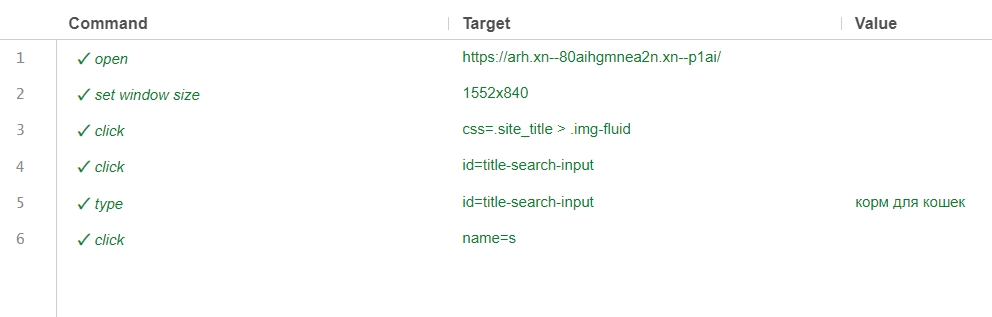 Command Target Value
1 ✓ open https://arh.xn--80aihgmnea2n.xn--p1ai/
2 ✓ set window size 1552x840
3 ✓ click css=.site_title > .img-fluid
4 ✓ click id=title-search-input
5 ✓ type id=title-search-input корм для кошек
6 ✓ click name=s